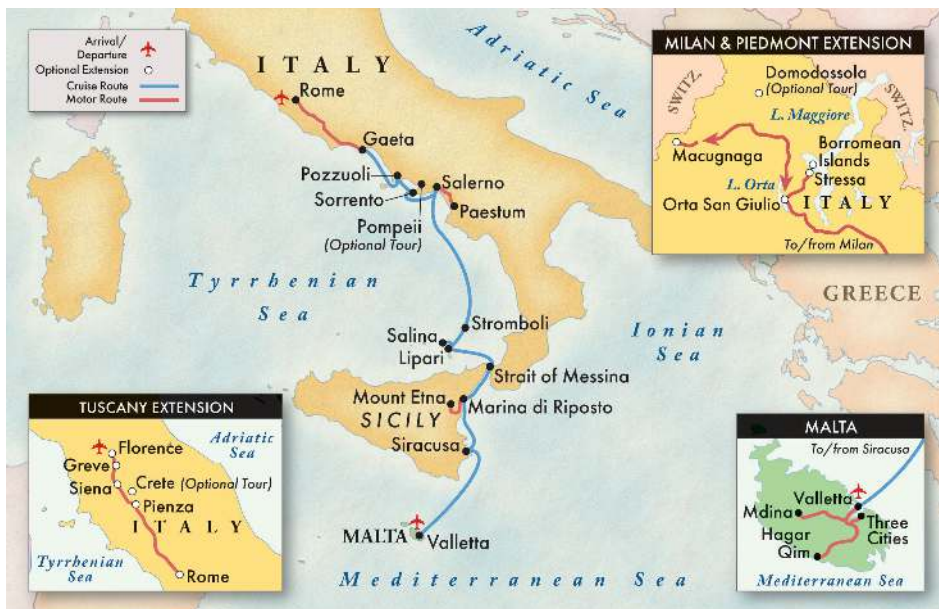 Arrival/
Departure
Optional Extension
Cruise Route
Motor Route
ITALY
Rome
Gaeta
Pozzuoli
Sorrento
Salerno
Paestum
Pompeii
(Optional Tour)
Adriatic Sea
Tyrrhenian
Sea
Stromboli
Salina
Lipari
Ionian
Sea
Strait of Messina
Mount Etna
SICILY
Marina di Riposto
Siracusa
MALTA
Valletta
Mediterranean Sea
GREECE
MILAN & PIEDMONT EXTENSION
SWITZ.
Domodossola
(Optional Tour)
SWITZ.
L. Maggiore
Macugnaga
Borromean
Islands
Stressa
L. Orta
Orta San Giulio
ITALY
To/from Milan
TUSCANY EXTENSION
Florence
Adriatic
Sea
Greve
Siena
Crete (Optional Tour)
Pienza
ITALY
Tyrrhenian
Sea
Rome
MALTA
To/from Siracusa
Valletta
Mdina
Three
Cities
Hagar
Qim
Mediterranean Sea